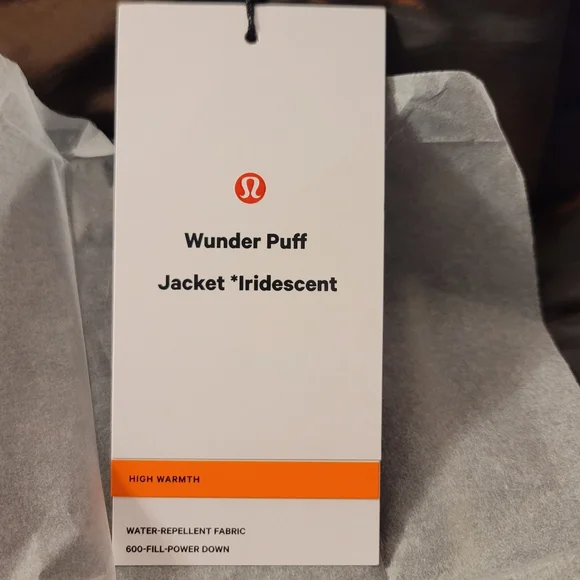 Wunder Puff
Jacket *Iridescent
HIGH WARMTH
WATER-REPELLENT FABRIC
600-FILL-POWER DOWN